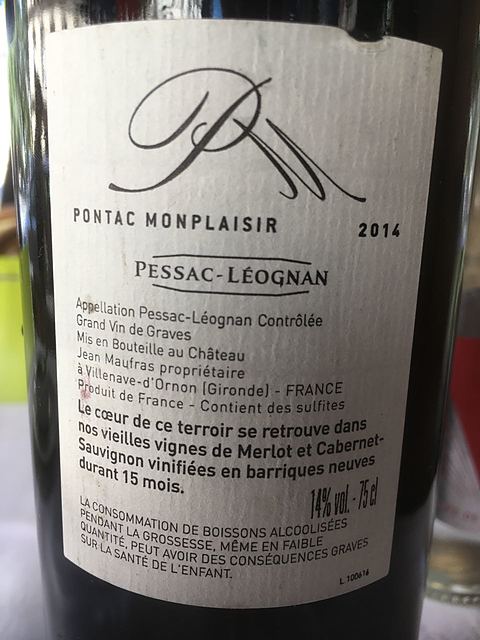 PM
PONTAC MONPLAISIR 2014
PESSAC-LÉOGNAN
Appellation Pessac-Léognan Contrôlée
Grand Vin de Graves
Mis en Bouteille au Château
Jean Maufras propriétaire
à Villenave-d'Ornon (Gironde) - FRANCE
Produit de France - Contient des sulfites
Le cœur de ce terroir se retrouve dans
nos vieilles vignes de Merlot et Cabernet-
Sauvignon vinifiées en barriques neuves
durant 15 mois.
14% vol. - 75 cl
LA CONSOMMATION DE BOISSONS ALCOOLISÉES
PENDANT LA GROSSESSE, MÊME EN FAIBLE
QUANTITÉ, PEUT AVOIR DES CONSÉQUENCES GRAVES
SUR LA SANTÉ DE L'ENFANT.
L 100616